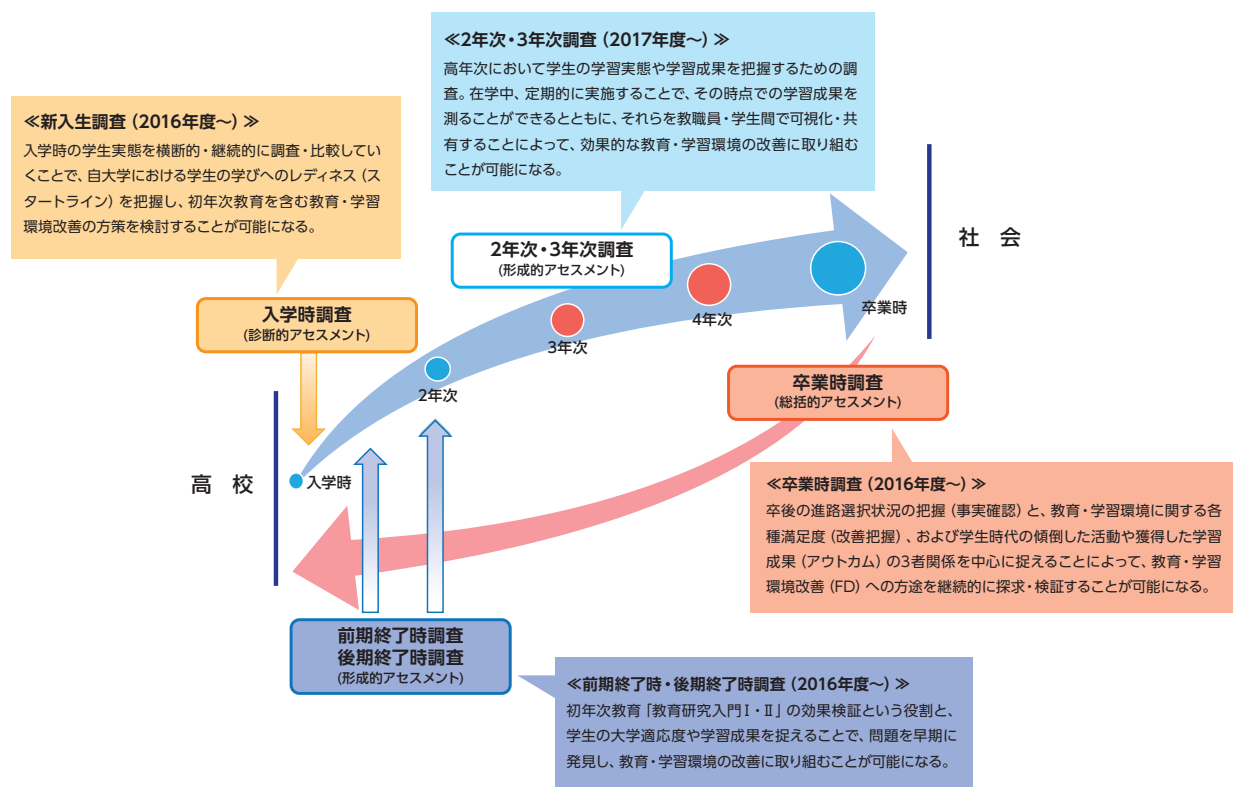 ≪2年次・3年次調査（2017年度～）≫
高年次において学生の学習実態や学習成果を把握するための調
査。在学中、定期的に実施することで、その時点での学習成果を
測ることができるとともに、それらを教職員・学生間で可視化・共
有することによって、効果的な教育・学習環境の改善に取り組む
ことが可能になる。
≪新入生調査（2016年度～）≫
入学時の学生実態を横断的・継続的に調査・比較してい
くことで、自大学における学生の学びへのレディネス（ス
タートライン）を把握し、初年次教育を含む教育・学習
環境改善の方策を検討することが可能になる。
社　会
2年次・3年次調査
(形成的アセスメント)
入学時調査
(診断的アセスメント)
卒業時
4年次
3年次
2年次
卒業時調査
(総括的アセスメント)
高　校
入学時
≪卒業時調査（2016年度～）≫
卒後の進路選択状況の把握（事実確認）と、教育・学習環境に関する各
種満足度（改善把握）、および学生時代の傾倒した活動や獲得した学習
成果（アウトカム）の3者関係を中心に捉えることによって、教育・学習
環境改善（FD）への方途を継続的に探求・検証することが可能になる。
前期終了時調査
後期終了時調査
(形成的アセスメント)
≪前期終了時・後期終了時調査（2016年度～）≫
初年次教育「教育研究入門Ⅰ・Ⅱ」の効果検証という役割と、
学生の大学適応度や学習成果を捉えることで、問題を早期に
発見し、教育・学習環境の改善に取り組むことが可能になる。